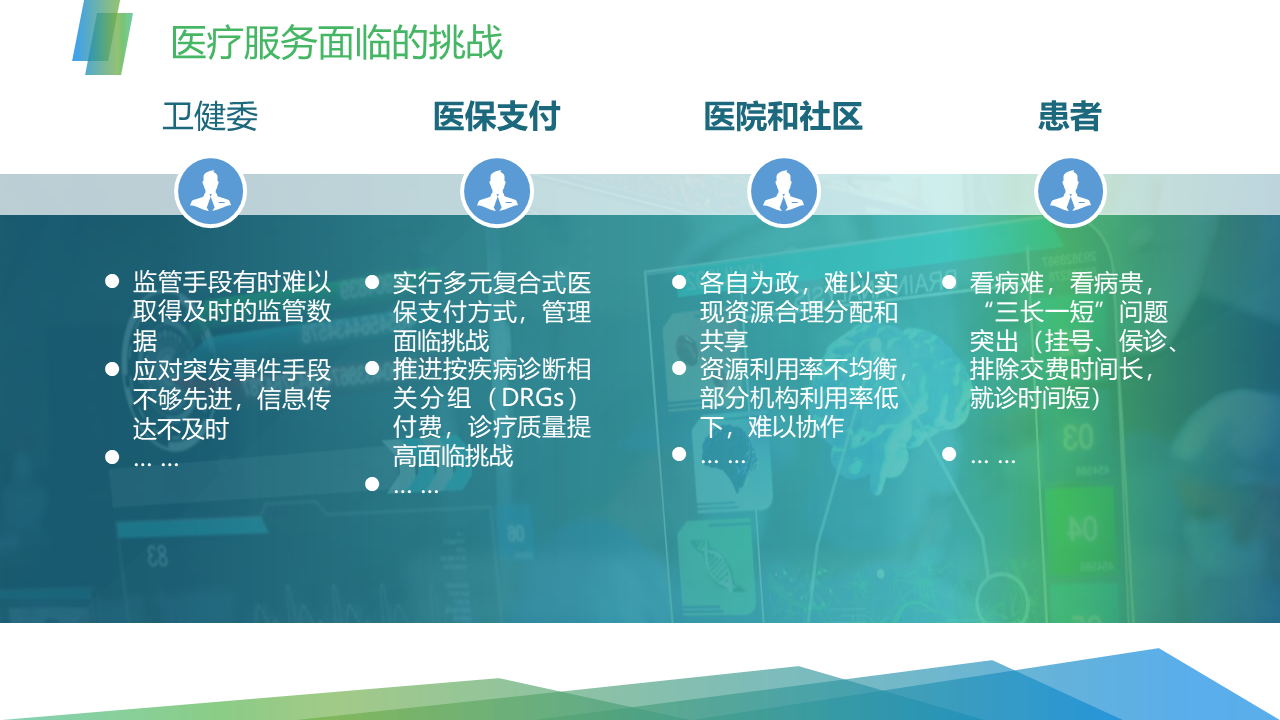 医疗服务面临的挑战
卫健委
医保支付
医院和社区
患者
监管手段有时难以
取得及时的监管数
据
应对突发事件手段
不够先进，信息传
达不及时
... ...
实行多元复合式医
保支付方式，管理
面临挑战
推进按疾病诊断相
关分组（DRGs）
付费，诊疗质量提
高面临挑战
... ...
各自为政，难以实
现资源合理分配和
共享
资源利用率不均衡，
部分机构利用率低
下，难以协作
... ...
看病难，看病贵，
“三长一短”问题
突出（挂号、侯诊、
排除交费时间长，
就诊时间短）
... ...
83
06
03
04